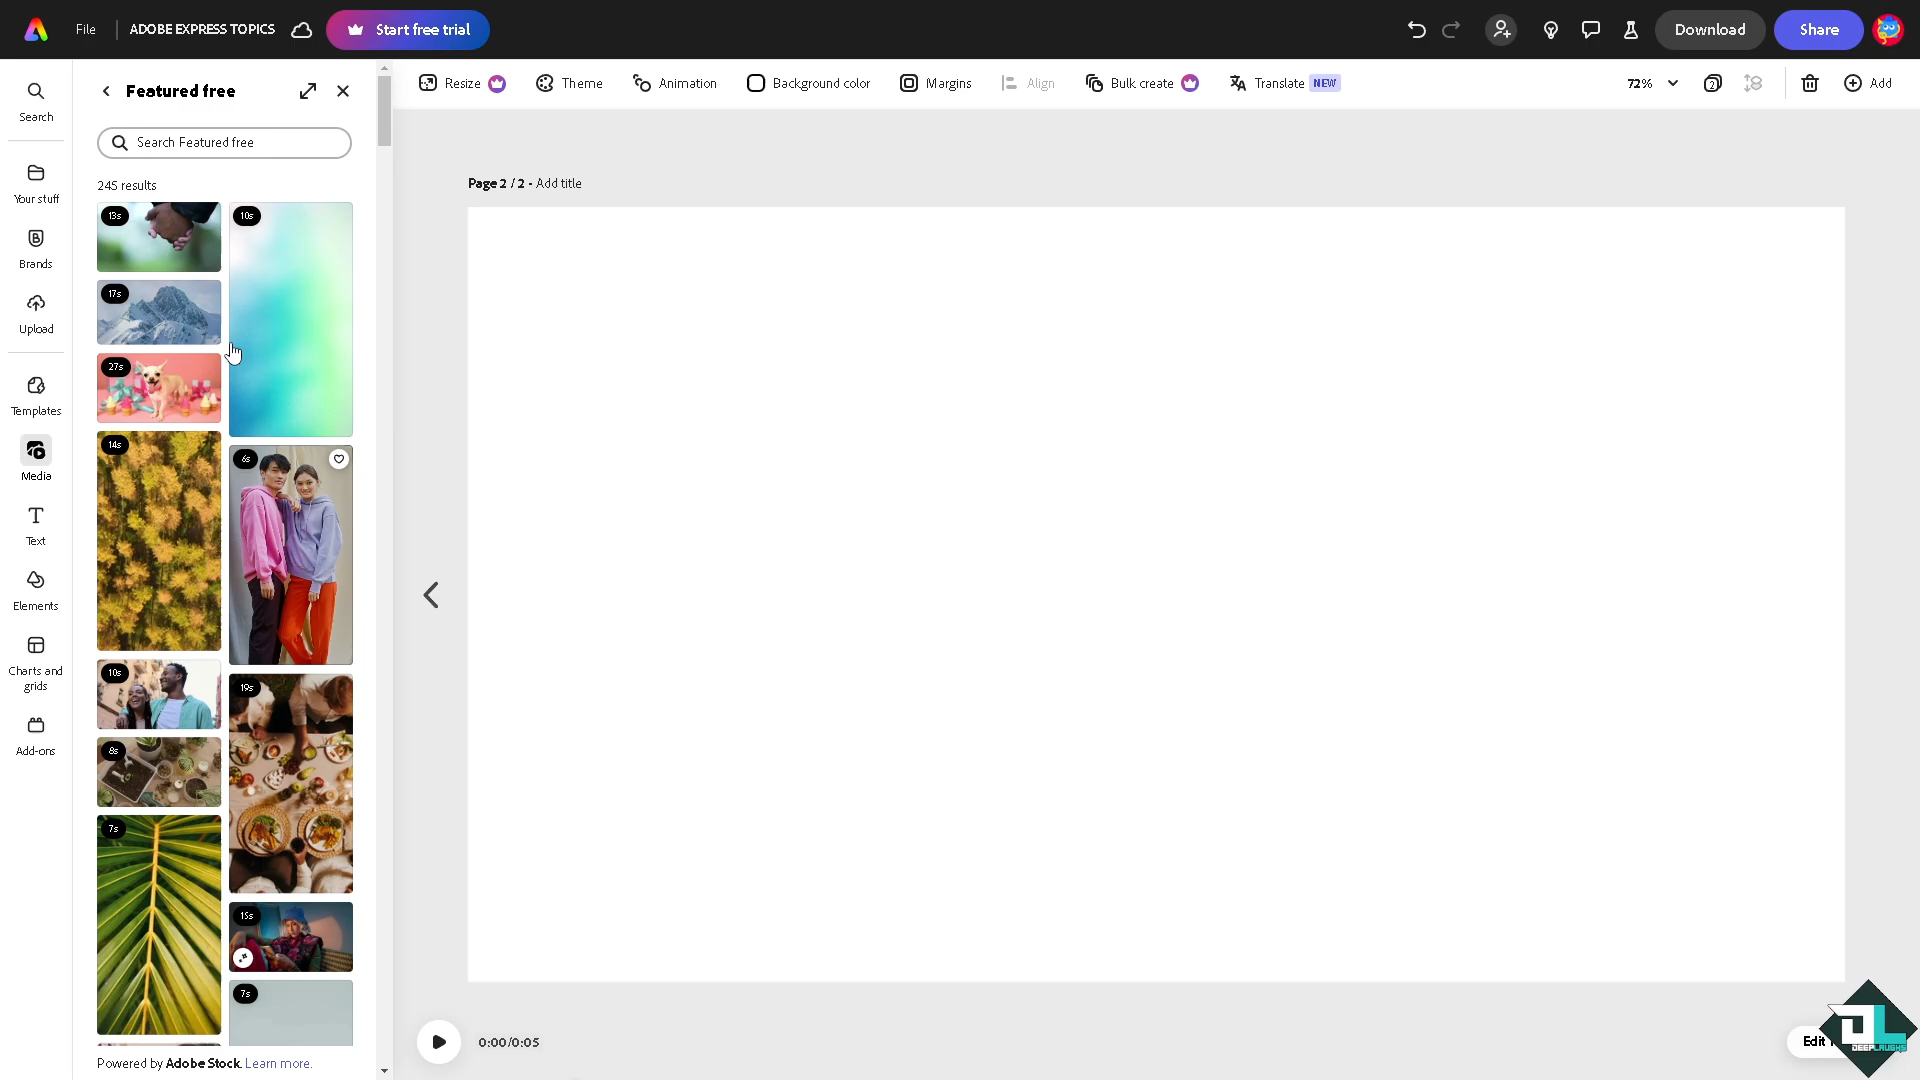 File
ADOBE EXPRESS TOPICS
Start free trial
Download
Share
Search
Your stuff
Brands
Upload
Templates
Media
Text
Elements
Charts and
grids
Add-ons
Featured free
Search Featured free
245 results
13s
10s
17s
27s
14s
6s
10s
19s
8s
7s
15s
7s
Powered by Adobe Stock. Learn more.
Resize
Theme
Animation
Background color
Margins
Align
Bulk create
Translate NEW
72%
2
Add
Page 2 / 2 - Add title
0:00/0:05
Edit
DEEPLAUGHS